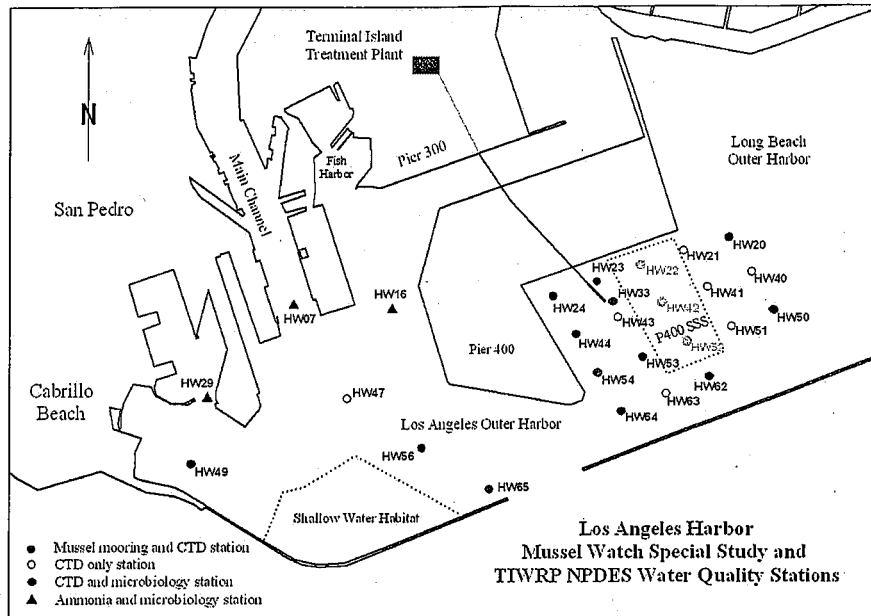 Terminal Island
Treatment Plant
N
Main Channel
Fish
Harbor
Pier 300
Long Beach
Outer Harbor
San Pedro
HW20
HW21
HW22
HW23
HW40
HW33
HW41
HW24
HW16
HW42
HW07
HW50
HW43
HW51
P400 SSS
HW44
Pier 400
HW52
HW53
HW29
HW54
HW62
Cabrillo
Beach
HW47
HW63
HW64
Los Angeles Outer Harbor
HW56
HW49
HW65
Shallow Water Habitat
Los Angeles Harbor
Mussel Watch Special Study and
TIWRP NPDES Water Quality Stations
Mussel mooring and CTD station
CTD only station
CTD and microbiology station
Ammonia and microbiology station